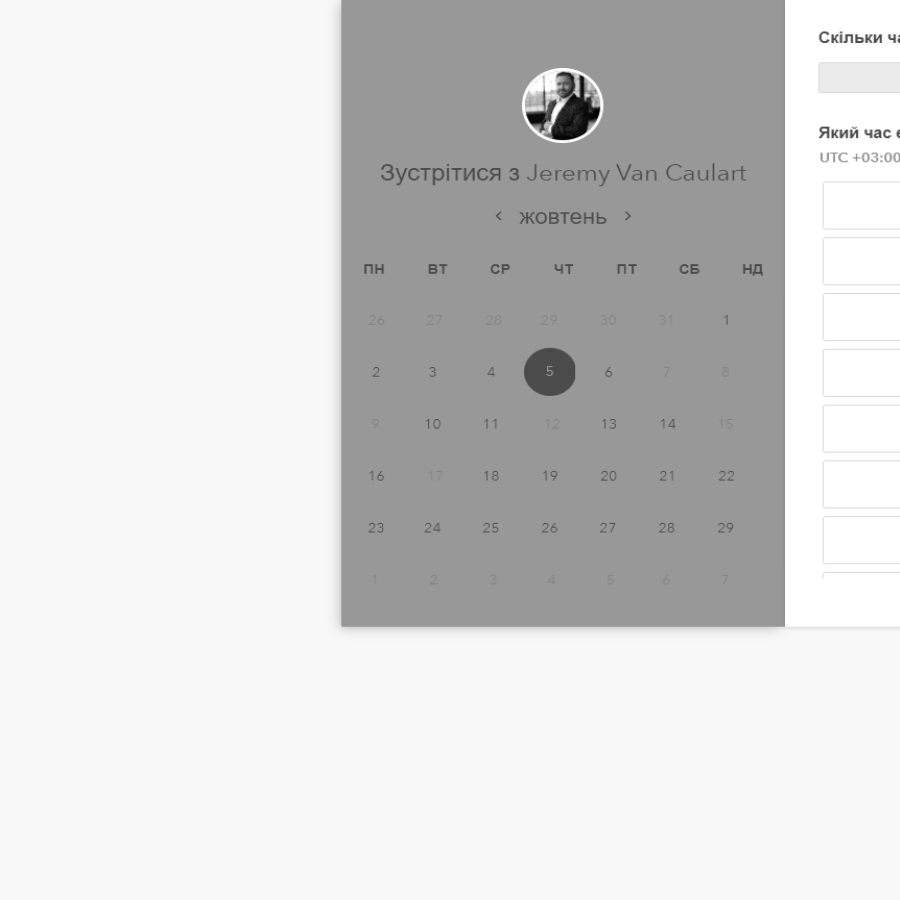 Скільки ча
Зустрітися з Jeremy Van Caulart
Який час є
UTC +03:00
жовтень
ПН ВТ СР ЧТ ПТ СБ НД
26 27 28 29 30 31 1
2 3 4 5 6 7 8
9 10 11 12 13 14 15
16 17 18 19 20 21 22
23 24 25 26 27 28 29
1 2 3 4 5 6 7